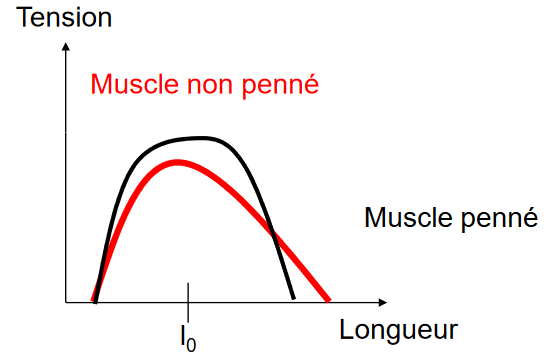 Tension
Muscle non penné
Muscle penné
l0
Longueur